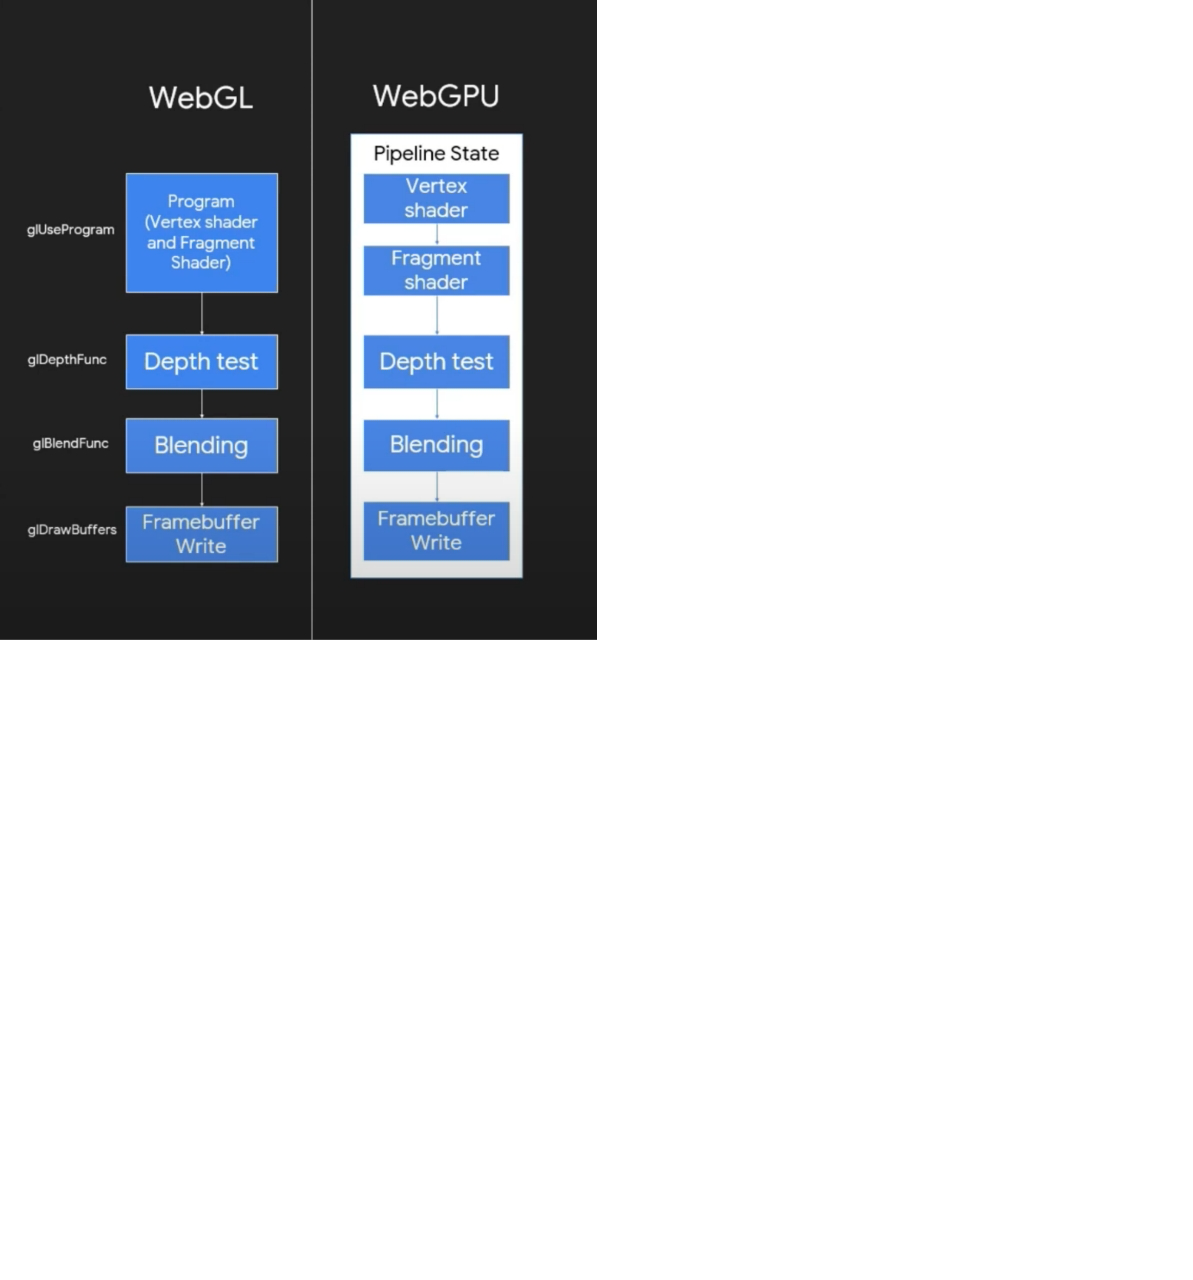 WebGL
glUseProgram
Program
(Vertex shader
and Fragment
Shader)
glDepthFunc
Depth test
glBlendFunc
Blending
glDrawBuffers
Framebuffer
Write
WebGPU
Pipeline State
Vertex
shader
Fragment
shader
Depth test
Blending
Framebuffer
Write